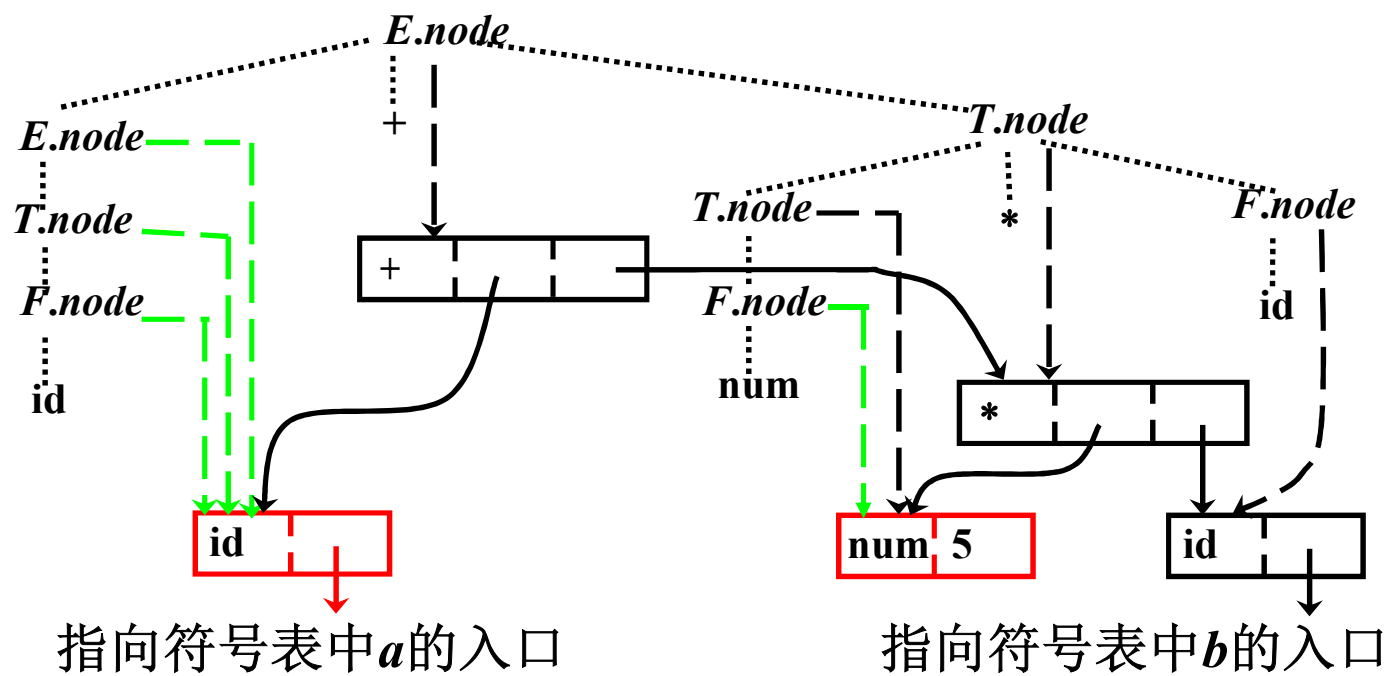 E.node
+
E.node
T.node
T.node
T.node
*
F.node
+
F.node
F.node
id
id
num
*
id
num 5
id
指向符号表中a的入口
指向符号表中b的入口